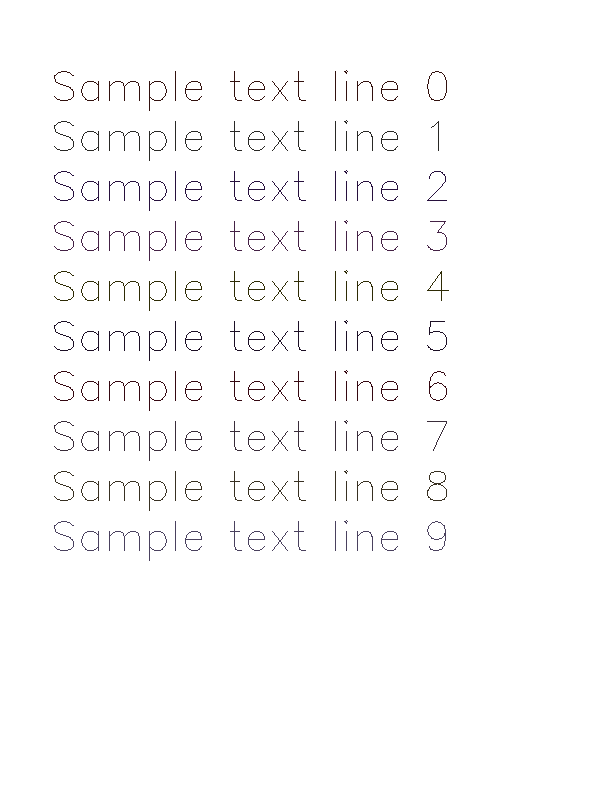 Sample text line 0
Sample text line 1
Sample text line 2
Sample text line 3
Sample text line 4
Sample text line 5
Sample text line 6
Sample text line 7
Sample text line 8
Sample text line 9